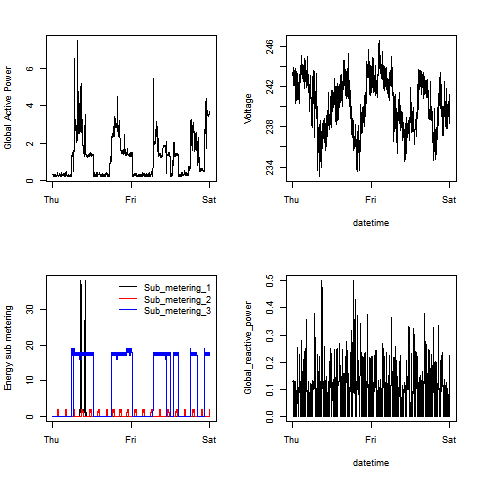 Global Active Power
0 2 4 6
Thu Fri Sat
Voltage
234 238 242 246
Thu Fri Sat
datetime
Energy sub metering
0 10 20 30
Sub_metering_1
Sub_metering_2
Sub_metering_3
Thu Fri Sat
Global_reactive_power
0.0 0.1 0.2 0.3 0.4 0.5
Thu Fri Sat
datetime